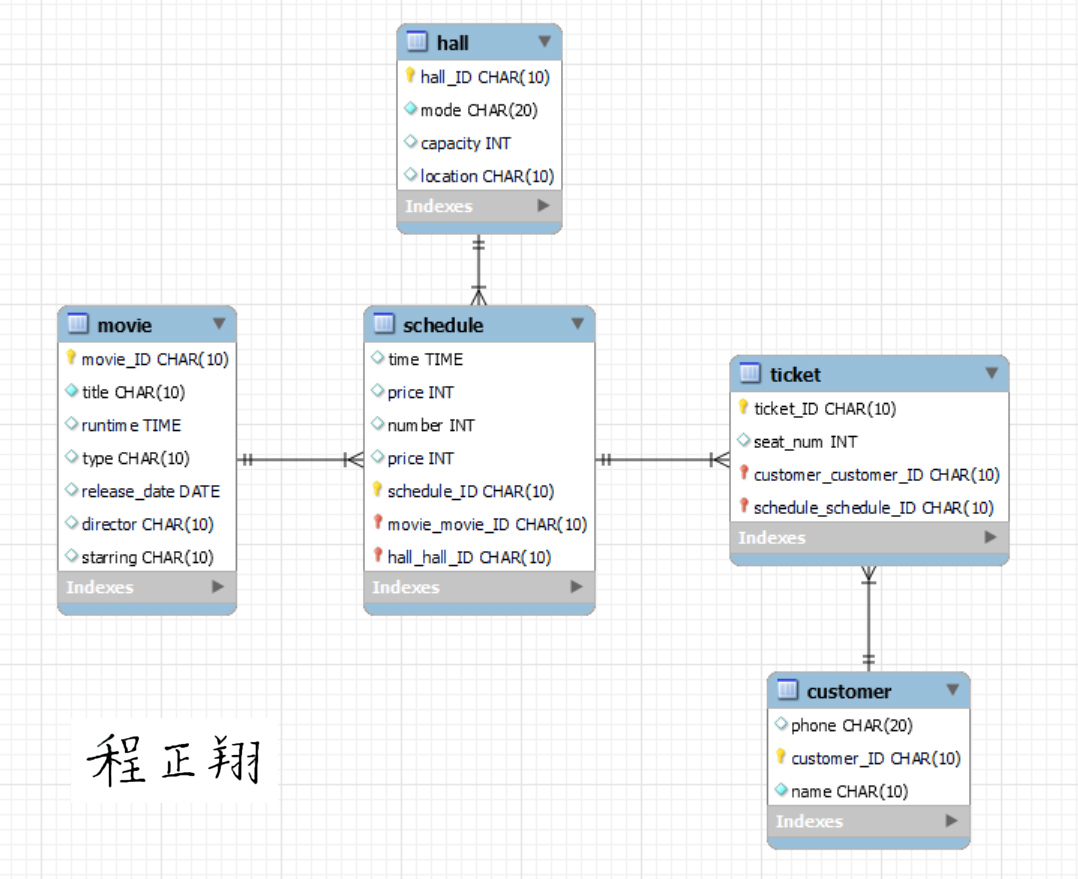 hall
hall_ID CHAR(10)
mode CHAR(20)
capacity INT
location CHAR(10)
Indexes
movie
movie_ID CHAR(10)
title CHAR(10)
runtime TIME
type CHAR(10)
release_date DATE
director CHAR(10)
starring CHAR(10)
Indexes
schedule
time TIME
price INT
number INT
price INT
schedule_ID CHAR(10)
movie_movie_ID CHAR(10)
hall_hall_ID CHAR(10)
Indexes
ticket
ticket_ID CHAR(10)
seat_num INT
customer_customer_ID CHAR(10)
schedule_schedule_ID CHAR(10)
Indexes
customer
phone CHAR(20)
customer_ID CHAR(10)
name CHAR(10)
Indexes
程正翔